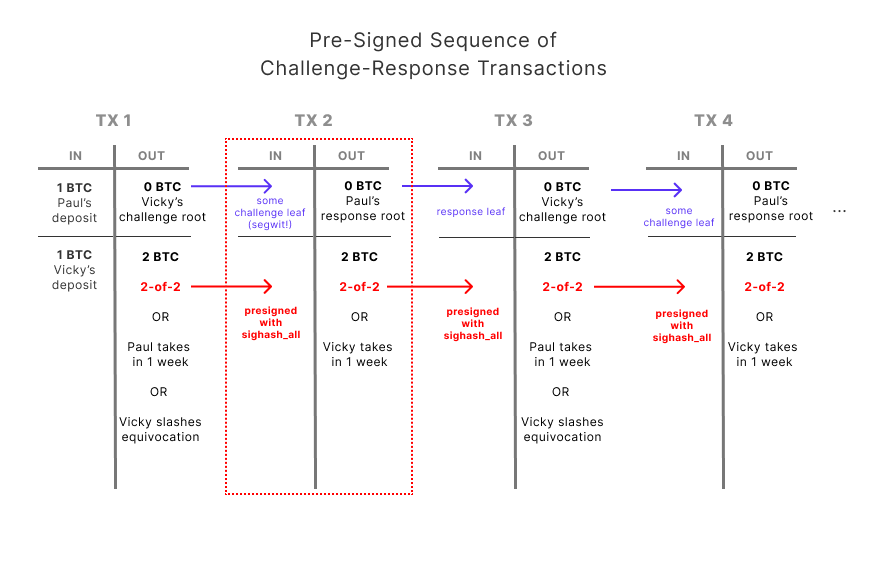 Pre-Signed Sequence of
Challenge-Response Transactions
TX 1
IN
OUT
1 BTC
Paul's
deposit
0 BTC
Vicky's
challenge root
1 BTC
Vicky's
deposit
2 BTC
2-of-2
OR
Paul takes
in 1 week
OR
Vicky slashes
equivocation
TX 2
IN
OUT
some
challenge leaf
(segwit!)
0 BTC
Paul's
response root
presigned
with
sighash_all
2 BTC
2-of-2
OR
Vicky takes
in 1 week
TX 3
IN
OUT
response leaf
0 BTC
Vicky's
challenge root
presigned
with
sighash_all
2 BTC
2-of-2
OR
Paul takes
in 1 week
OR
Vicky slashes
equivocation
TX 4
IN
OUT
some
challenge leaf
0 BTC
Paul's
response root
presigned
with
sighash_all
2 BTC
2-of-2
OR
Vicky takes
in 1 week
...